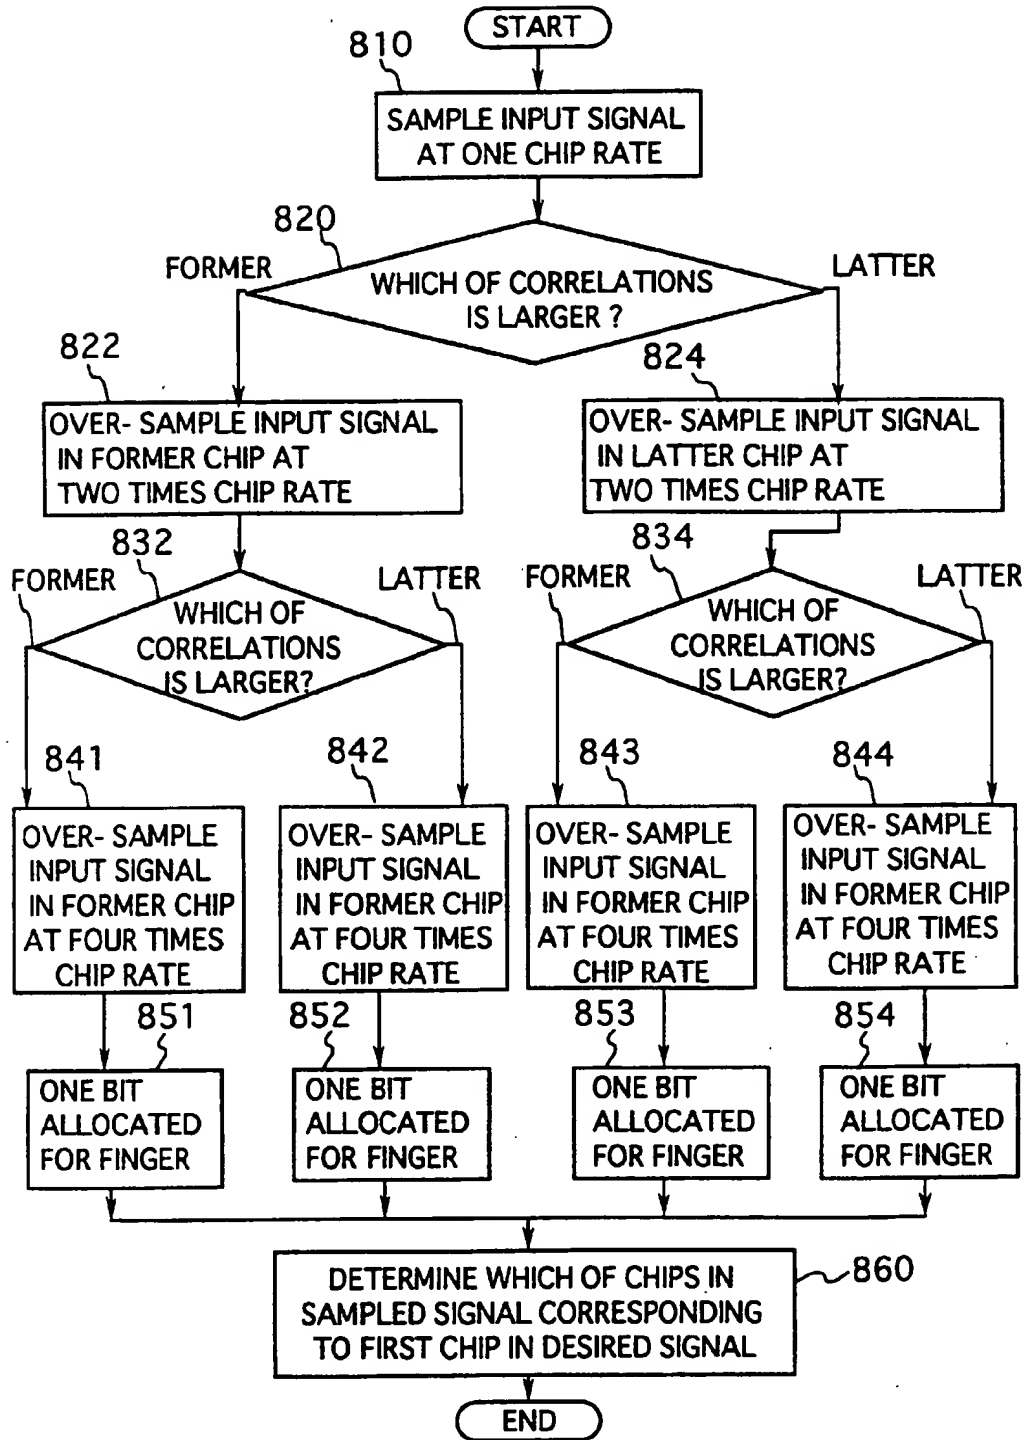 START
810
SAMPLE INPUT SIGNAL
AT ONE CHIP RATE
820
FORMER
LATTER
WHICH OF CORRELATIONS
IS LARGER ?
822
824
OVER- SAMPLE INPUT SIGNAL
IN FORMER CHIP AT
TWO TIMES CHIP RATE
OVER- SAMPLE INPUT SIGNAL
IN LATTER CHIP AT
TWO TIMES CHIP RATE
832
834
FORMER
LATTER
FORMER
LATTER
WHICH OF
CORRELATIONS
IS LARGER?
WHICH OF
CORRELATIONS
IS LARGER?
841
842
843
844
OVER- SAMPLE
INPUT SIGNAL
IN FORMER CHIP
AT FOUR TIMES
CHIP RATE
OVER- SAMPLE
INPUT SIGNAL
IN FORMER CHIP
AT FOUR TIMES
CHIP RATE
OVER- SAMPLE
INPUT SIGNAL
IN FORMER CHIP
AT FOUR TIMES
CHIP RATE
OVER- SAMPLE
INPUT SIGNAL
IN FORMER CHIP
AT FOUR TIMES
CHIP RATE
851
852
853
854
ONE BIT
ALLOCATED
FOR FINGER
ONE BIT
ALLOCATED
FOR FINGER
ONE BIT
ALLOCATED
FOR FINGER
ONE BIT
ALLOCATED
FOR FINGER
DETERMINE WHICH OF CHIPS IN
SAMPLED SIGNAL CORRESPONDING
TO FIRST CHIP IN DESIRED SIGNAL
860
END